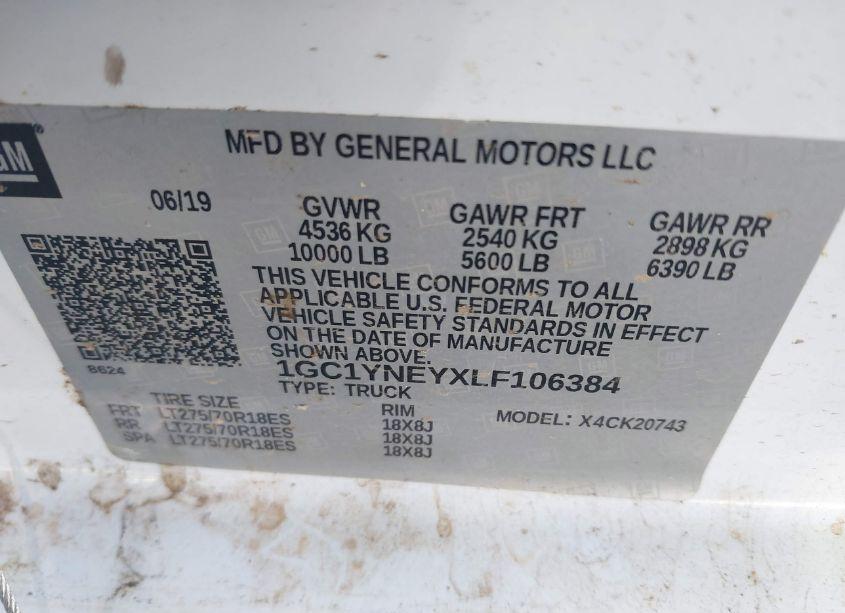 GM
MFD BY GENERAL MOTORS LLC
06/19
GVWR
4536 KG
10000 LB
GAWR FRT
2540 KG
5600 LB
GAWR RR
2898 KG
6390 LB
THIS VEHICLE CONFORMS TO ALL
APPLICABLE U.S. FEDERAL MOTOR
VEHICLE SAFETY STANDARDS IN EFFECT
ON THE DATE OF MANUFACTURE
SHOWN ABOVE.
8624
1GC1YNEYXLF106384
TYPE: TRUCK
MODEL: X4CK20743
TIRE SIZE RIM
FRT LT275/70R18ES 18X8J
RR LT275/70R18ES 18X8J
SPA LT275/70R18ES 18X8J